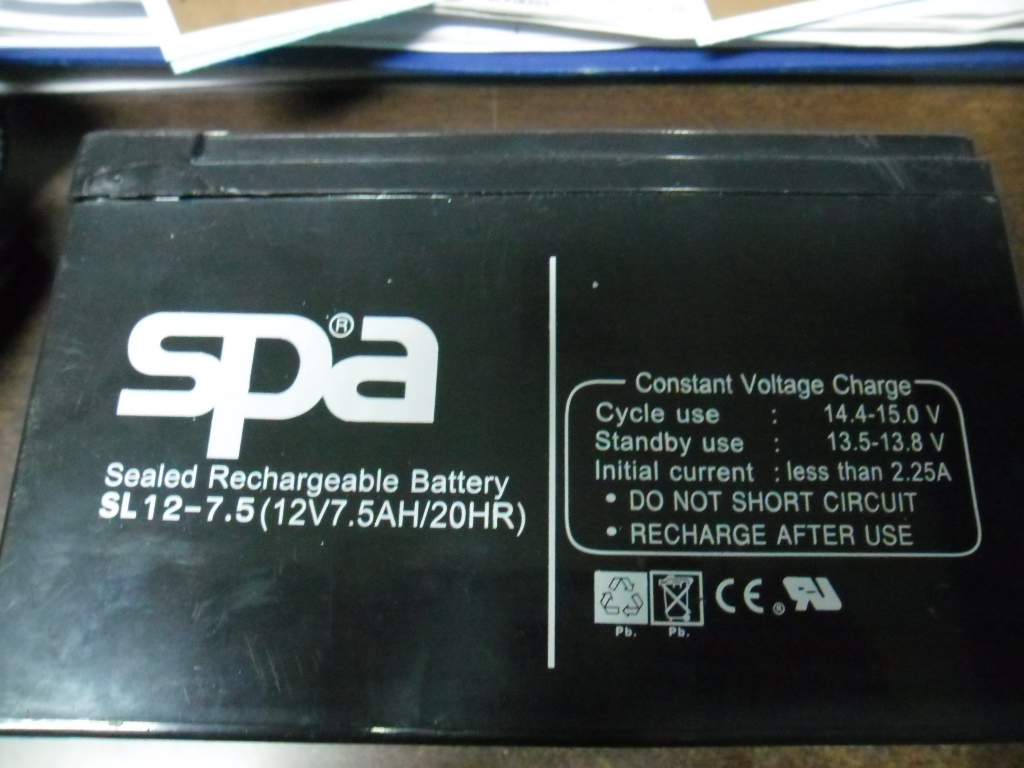 spa®
Sealed Rechargeable Battery
SL12-7.5(12V7.5AH/20HR)
Constant Voltage Charge
Cycle use : 14.4-15.0 V
Standby use : 13.5-13.8 V
Initial current : less than 2.25A
• DO NOT SHORT CIRCUIT
• RECHARGE AFTER USE
CE ® RU
Pb. Pb.